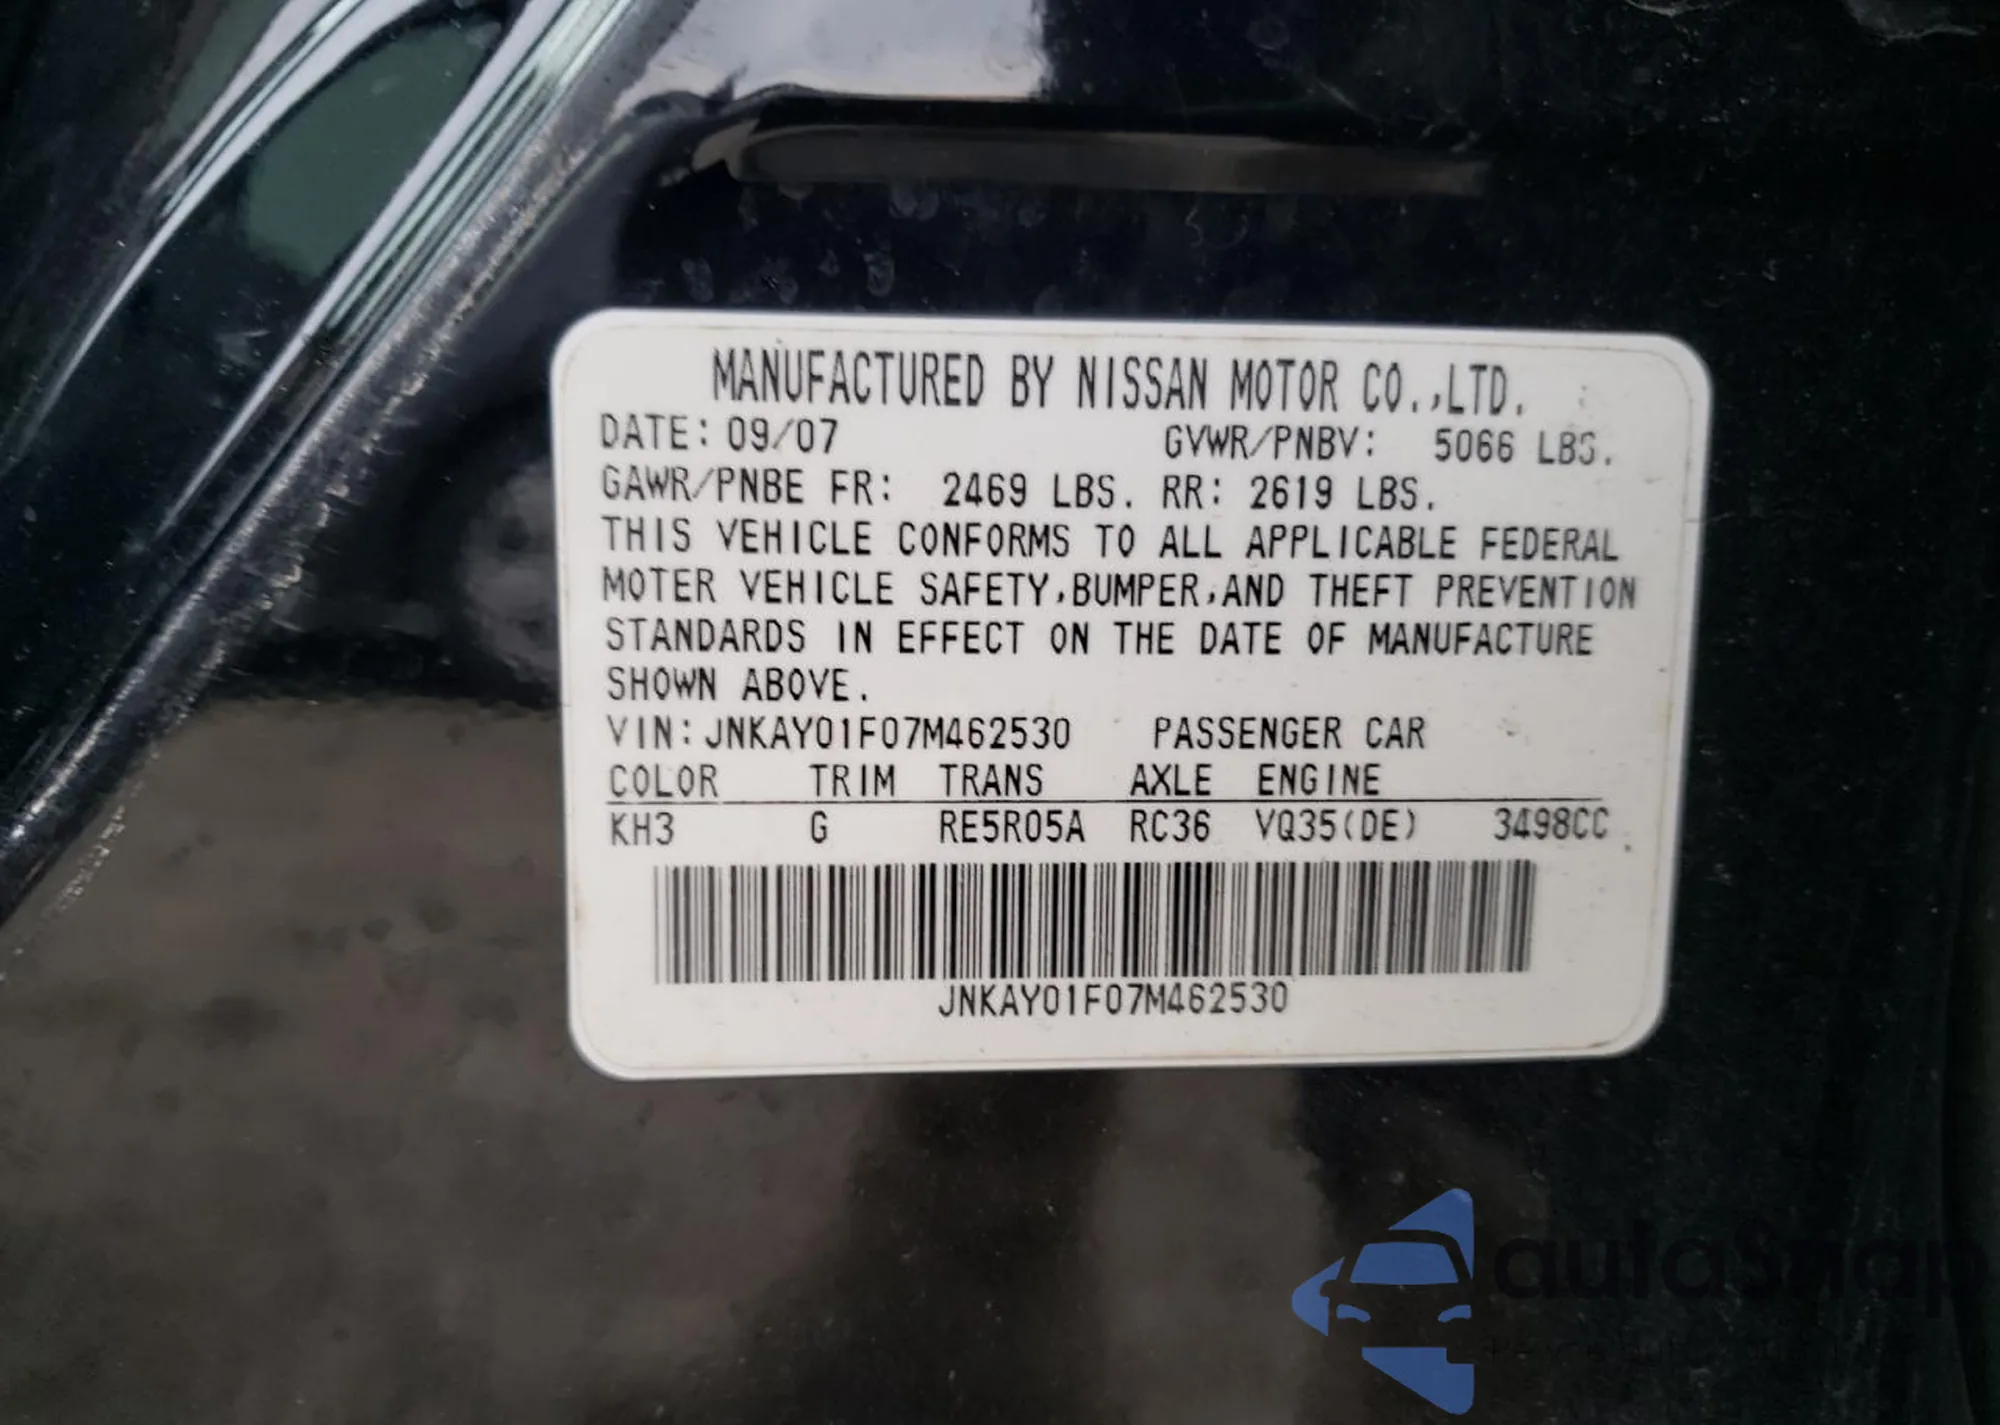 MANUFACTURED BY NISSAN MOTOR CO.,LTD.
DATE: 09/07 GVWR/PNBV: 5066 LBS.
GAWR/PNBE FR: 2469 LBS. RR: 2619 LBS.
THIS VEHICLE CONFORMS TO ALL APPLICABLE FEDERAL
MOTER VEHICLE SAFETY,BUMPER,AND THEFT PREVENTION
STANDARDS IN EFFECT ON THE DATE OF MANUFACTURE
SHOWN ABOVE.
VIN: JNKAY01F07M462530 PASSENGER CAR
COLOR TRIM TRANS AXLE ENGINE
KH3 G RE5R05A RC36 VQ35(DE) 3498CC
JNKAY01F07M462530
autaSnap